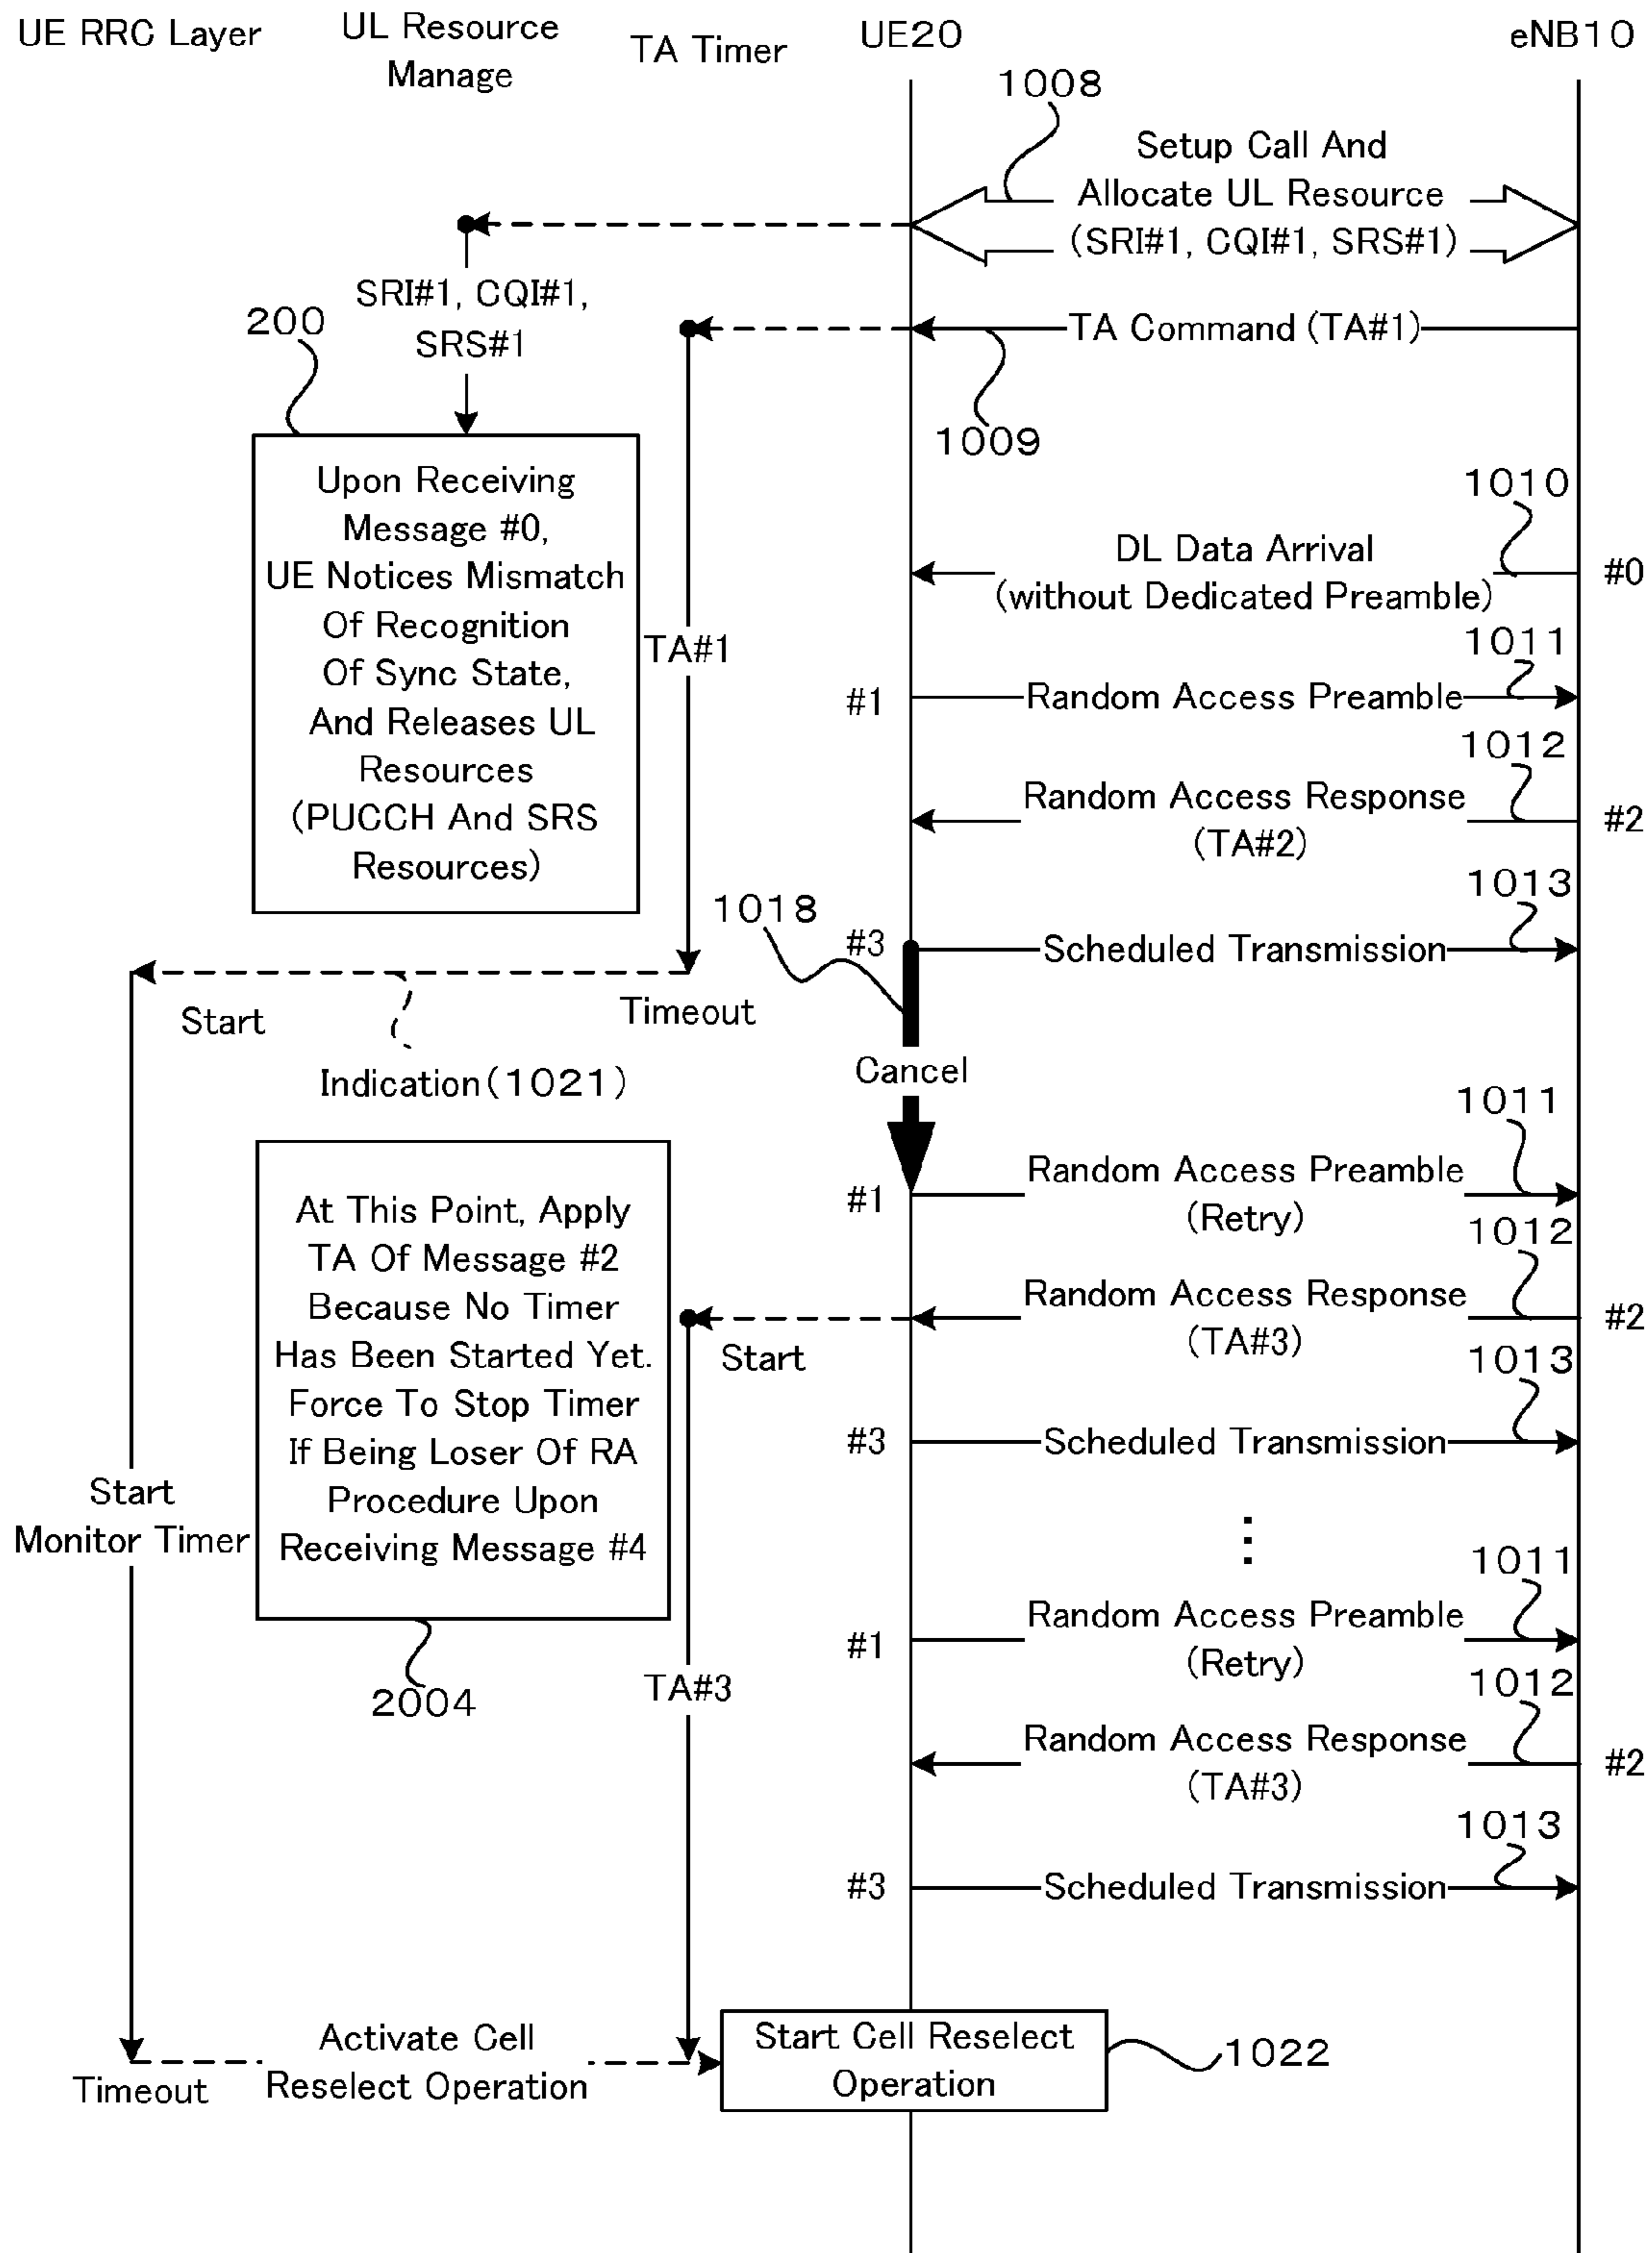 UE RRC Layer
UL Resource
Manage
TA Timer
UE20
eNB10
1008
Setup Call And
Allocate UL Resource
(SRI#1, CQI#1, SRS#1)
SRI#1, CQI#1,
SRS#1
200
TA Command (TA#1)
1009
Upon Receiving
Message #0,
UE Notices Mismatch
Of Recognition
Of Sync State,
And Releases UL
Resources
(PUCCH And SRS
Resources)
TA#1
1010
DL Data Arrival
(without Dedicated Preamble)
#0
1011
#1
Random Access Preamble
1012
Random Access Response
(TA#2)
#2
1013
1018
#3
Scheduled Transmission
Start
Timeout
Indication(1021)
Cancel
1011
#1
Random Access Preamble
(Retry)
1012
At This Point, Apply
TA Of Message #2
Because No Timer
Has Been Started Yet.
Force To Stop Timer
If Being Loser Of RA
Procedure Upon
Receiving Message #4
2004
Start
Random Access Response
(TA#3)
#2
1013
#3
Scheduled Transmission
Start
Monitor Timer
⋮
1011
#1
Random Access Preamble
(Retry)
TA#3
1012
Random Access Response
(TA#3)
#2
1013
#3
Scheduled Transmission
Timeout
Activate Cell
Reselect Operation
Start Cell Reselect
Operation
1022